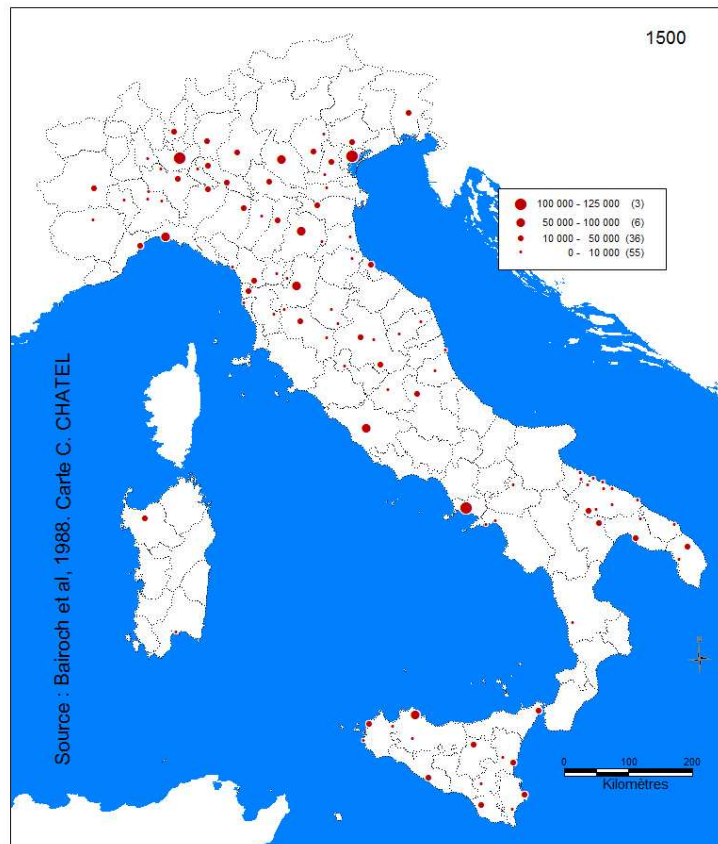 1500
100 000 - 125 000 (3)
50 000 - 100 000 (6)
10 000 - 50 000 (36)
0 - 10 000 (55)
Source : Bairoch et al, 1988. Carte C. CHATEL
0 100 200
Kilomètres